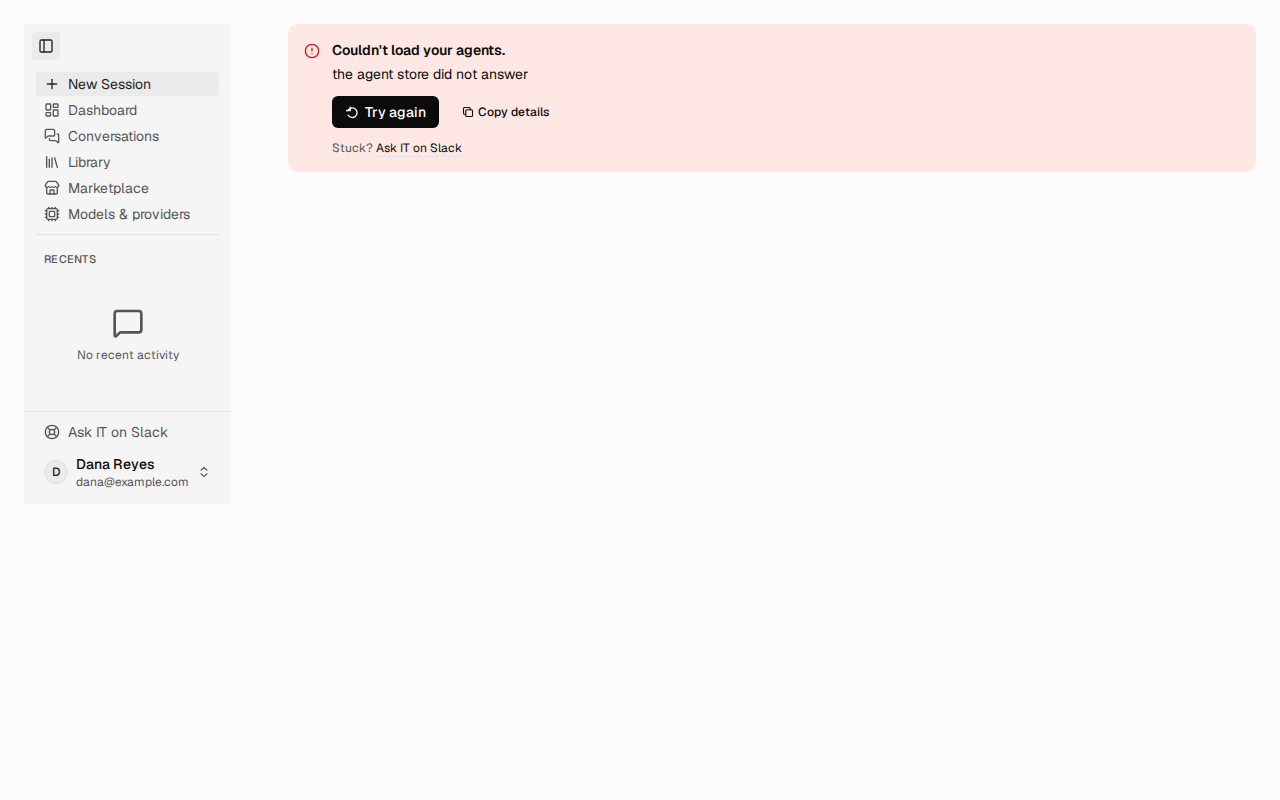 New Session
Dashboard
Conversations
Library
Marketplace
Models & providers
RECENTS
No recent activity
Ask IT on Slack
D
Dana Reyes
dana@example.com
Couldn't load your agents.
the agent store did not answer
Try again
Copy details
Stuck? Ask IT on Slack